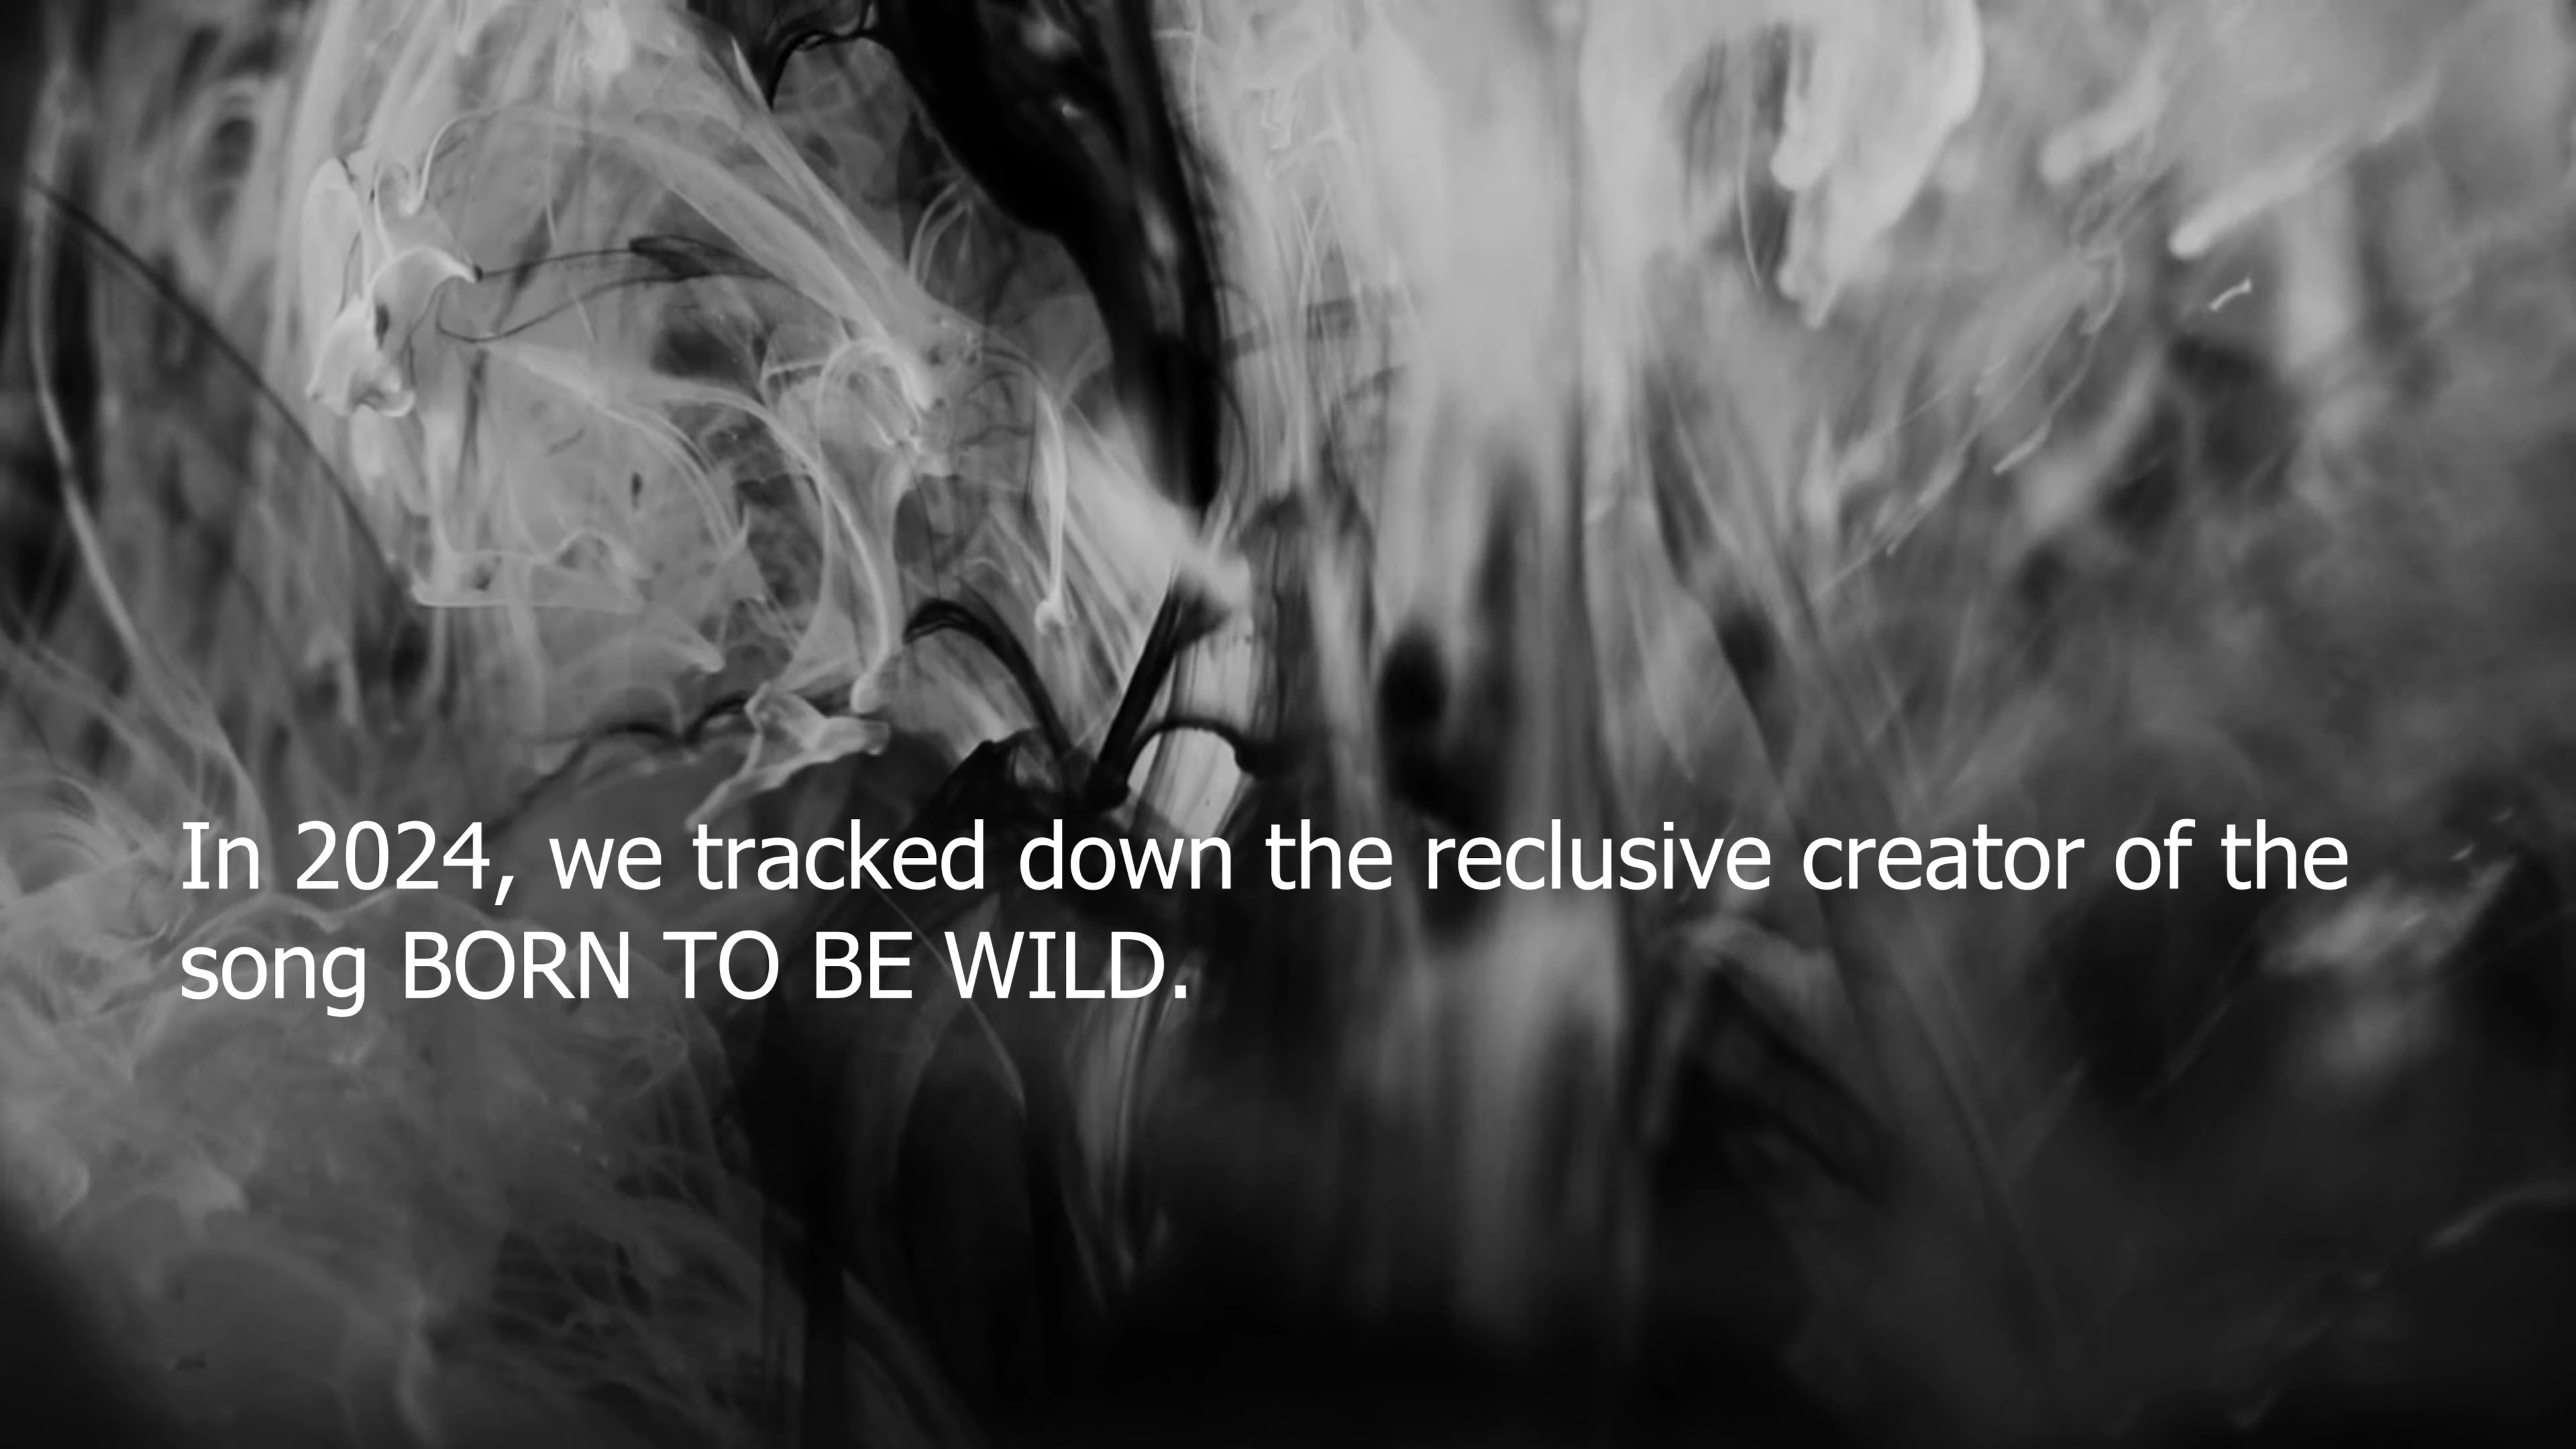 In 2024, we tracked down the reclusive creator of the
song BORN TO BE WILD.